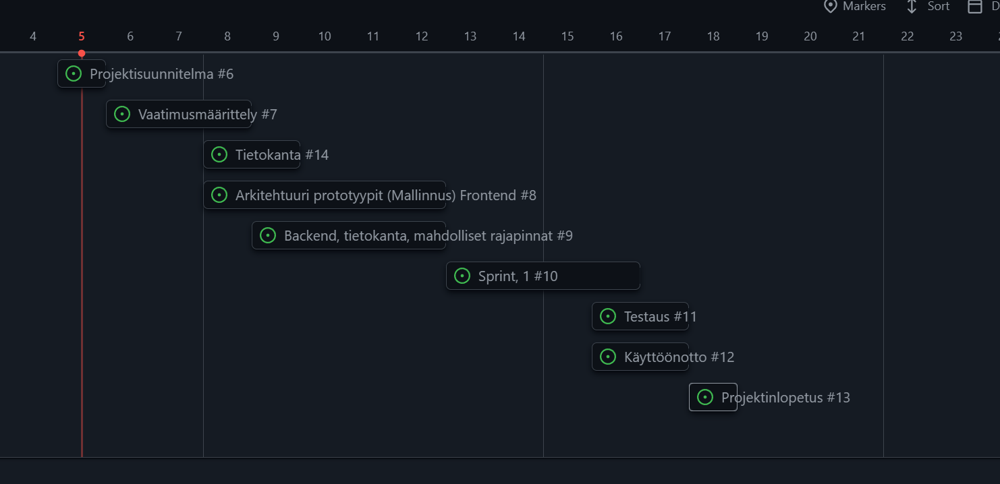 Markers Sort D
4 5 6 7 8 9 10 11 12 13 14 15 16 17 18 19 20 21 22 23
Projektisuunnitelma #6
Vaatimusmäärittely #7
Tietokanta #14
Arkitehtuuri prototyypit (Mallinnus) Frontend #8
Backend, tietokanta, mahdolliset rajapinnat #9
Sprint, 1 #10
Testaus #11
Käyttöönotto #12
Projektinlopetus #13